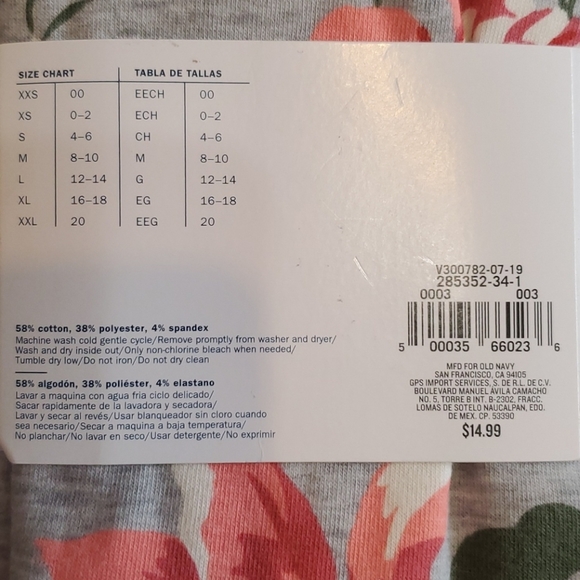 SIZE CHART TABLA DE TALLAS
XXS 00 EECH 00
XS 0–2 ECH 0–2
S 4–6 CH 4–6
M 8–10 M 8–10
L 12–14 G 12–14
XL 16–18 EG 16–18
XXL 20 EEG 20
58% cotton, 38% polyester, 4% spandex
Machine wash cold gentle cycle/Remove promptly from washer and dryer/
Wash and dry inside out/Only non-chlorine bleach when needed/
Tumble dry low/Do not iron/Do not dry clean
58% algodón, 38% poliéster, 4% elastano
Lavar a maquina con agua fria ciclo delicado/
Sacar rapidamente de la lavadora y secadora/
Lavar y secar al revés/Usar blanqueador sin cloro cuando
sea necesario/Secar a maquina a baja temperatura/
No planchar/No lavar en seco/Usar detergente/No exprimir
V300782-07-19
285352-34-1
0003 003
5 00035 66023 6
MFD FOR OLD NAVY
SAN FRANCISCO, CA 94105
GPS IMPORT SERVICES, S. DE R.L. DE C.V.
BOULEVARD MANUEL AVILA CAMACHO
NO. 5, TORRE B INT. B-2302, FRACC.
LOMAS DE SOTELO NAUCALPAN, EDO.
DE MEX. CP. 53390
$14.99